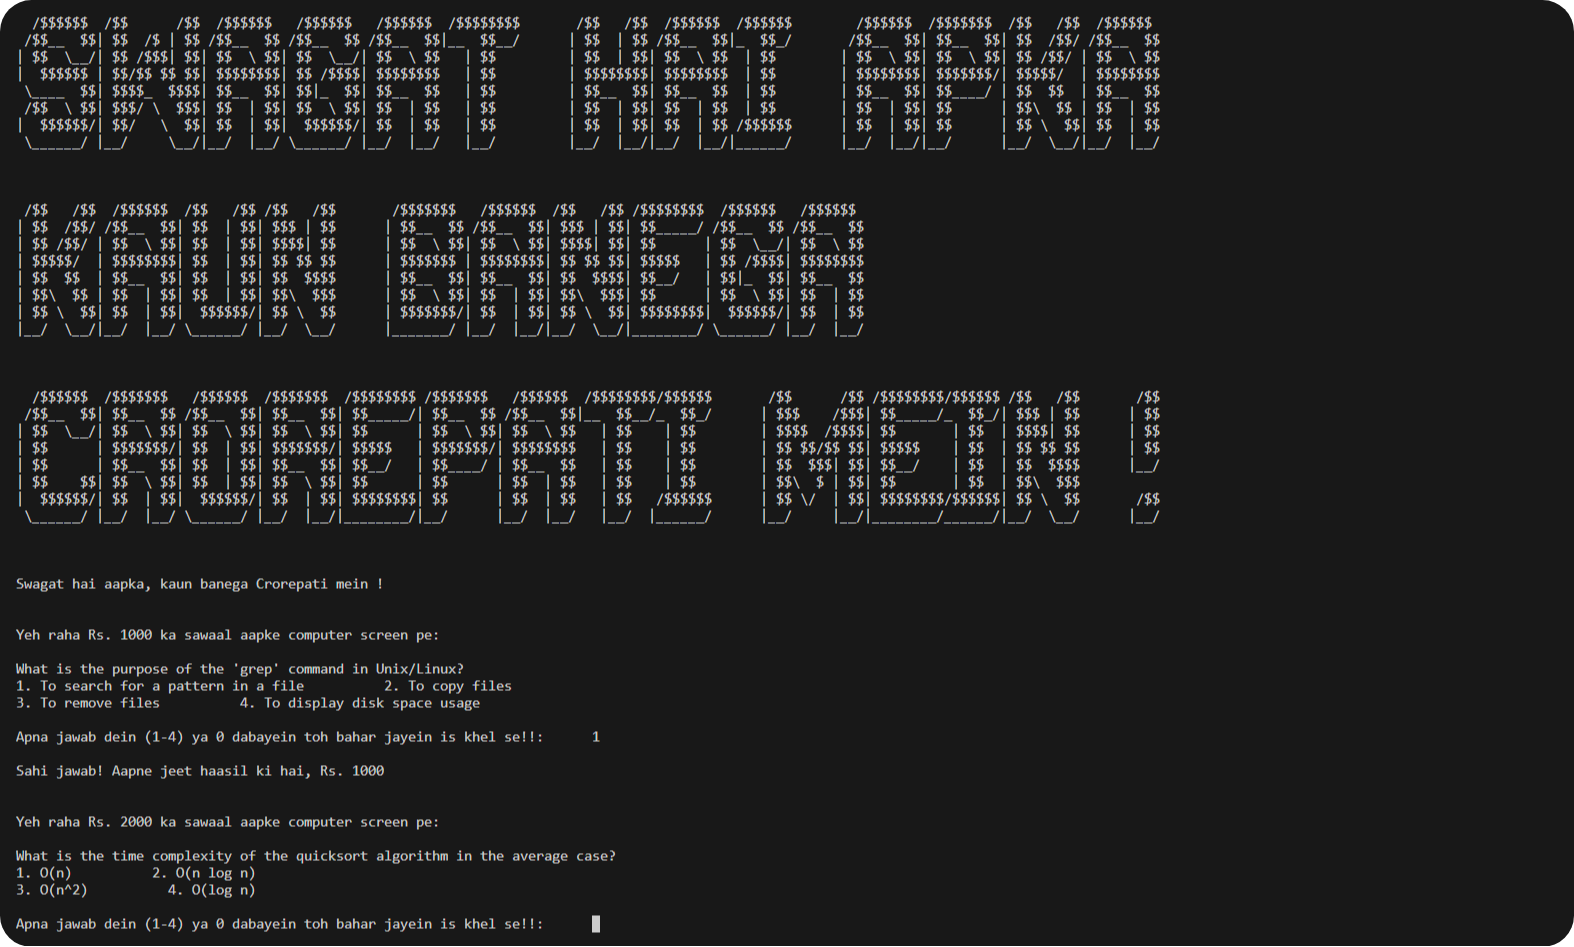 SWAGAT HAI APKA
KAUN BANEGA
CROREPATI MEIN !
Swagat hai aapka, kaun banega Crorepati mein !
Yeh raha Rs. 1000 ka sawaal aapke computer screen pe:
What is the purpose of the 'grep' command in Unix/Linux?
1. To search for a pattern in a file 2. To copy files
3. To remove files 4. To display disk space usage
Apna jawab dein (1-4) ya 0 dabayein toh bahar jayein is khel se!!: 1
Sahi jawab! Aapne jeet haasil ki hai, Rs. 1000
Yeh raha Rs. 2000 ka sawaal aapke computer screen pe:
What is the time complexity of the quicksort algorithm in the average case?
1. O(n) 2. O(n log n)
3. O(n^2) 4. O(log n)
Apna jawab dein (1-4) ya 0 dabayein toh bahar jayein is khel se!!: